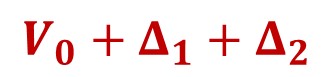 V₀ + Δ₁ + Δ₂